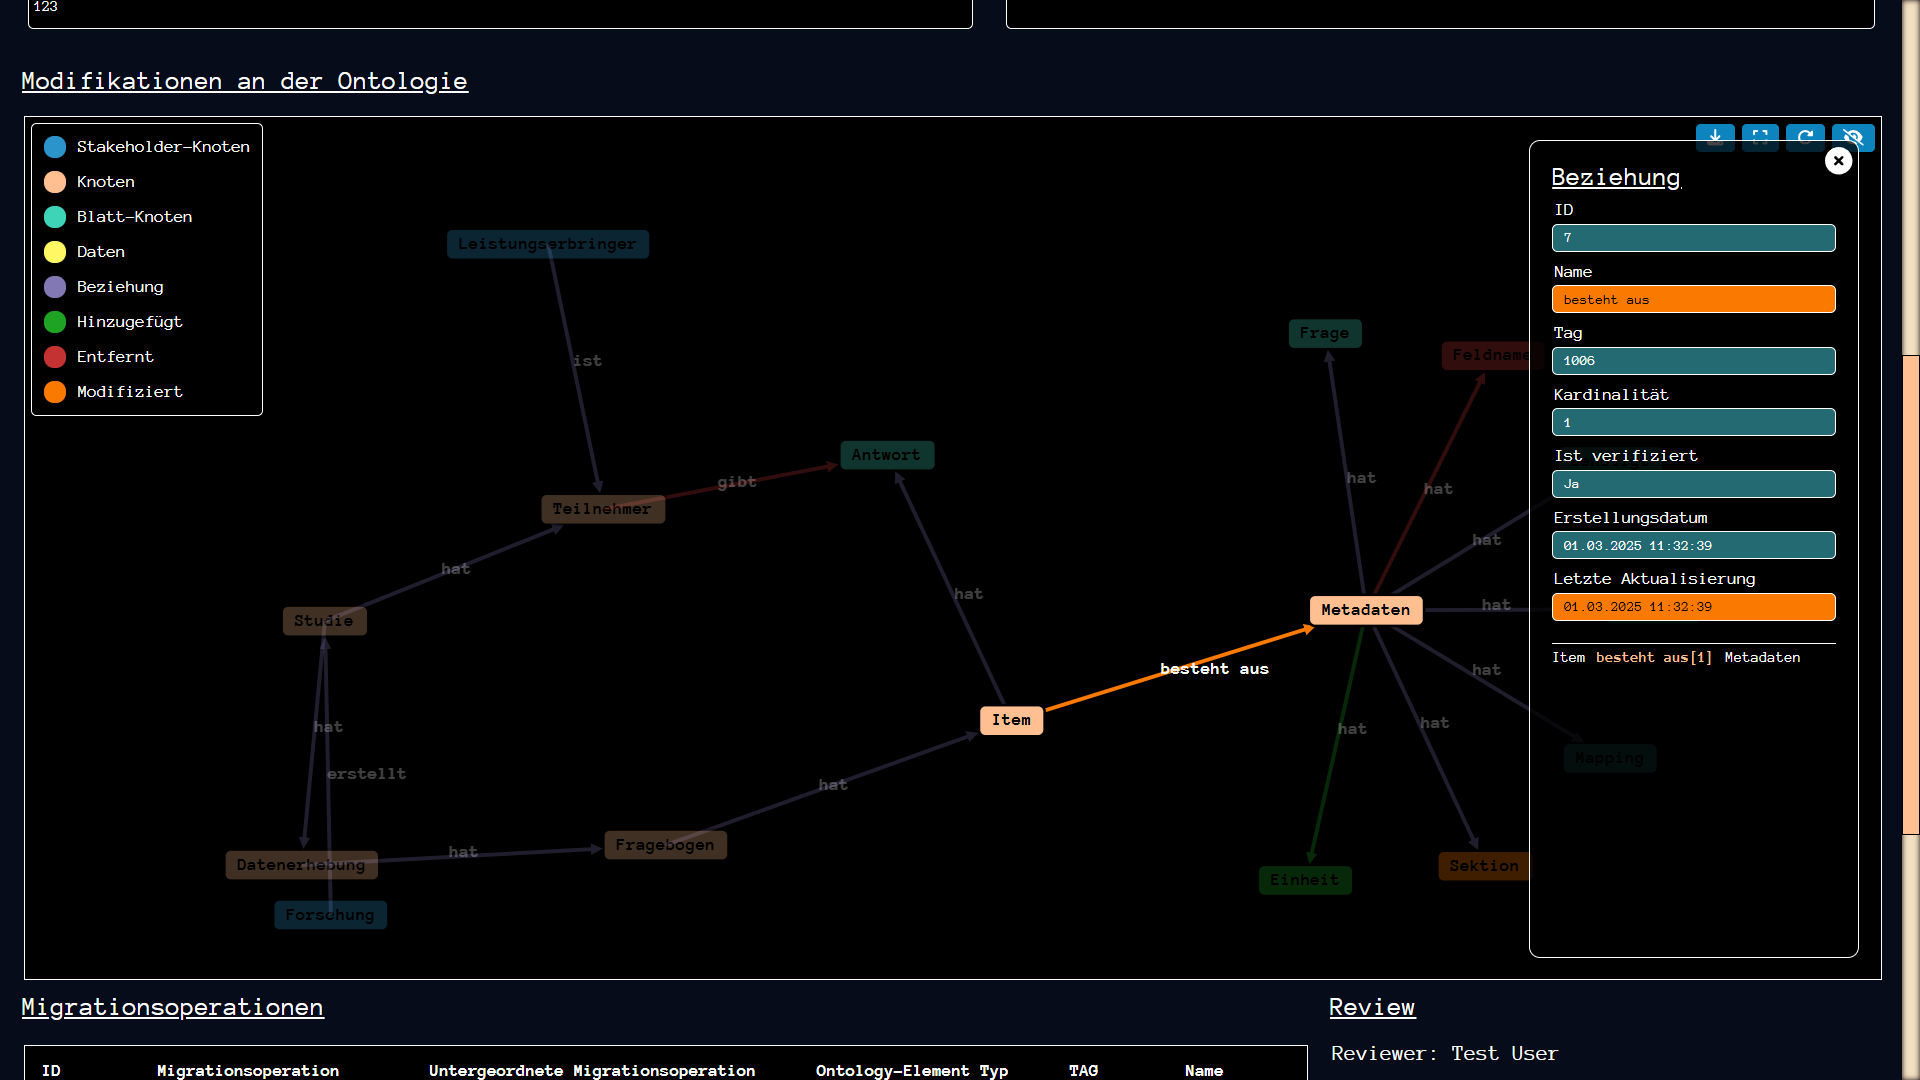 123
Modifikationen an der Ontologie
Stakeholder-Knoten
Knoten
Blatt-Knoten
Daten
Beziehung
Hinzugefügt
Entfernt
Modifiziert
Leistungserbringer
ist
Teilnehmer
gibt
Antwort
hat
Studie
hat
hat
erstellt
Datenerhebung
hat
Fragebogen
Forschung
hat
Item
besteht aus
Metadaten
Frage
Feldname
hat
hat
hat
hat
hat
hat
hat
Mapping
Einheit
Sektion
Beziehung
ID
7
Name
besteht aus
Tag
1006
Kardinalität
1
Ist verifiziert
Ja
Erstellungsdatum
01.03.2025 11:32:39
Letzte Aktualisierung
01.03.2025 11:32:39
Item besteht aus[1] Metadaten
Migrationsoperationen
ID Migrationsoperation Untergeordnete Migrationsoperation Ontology-Element Typ TAG Name
Review
Reviewer: Test User